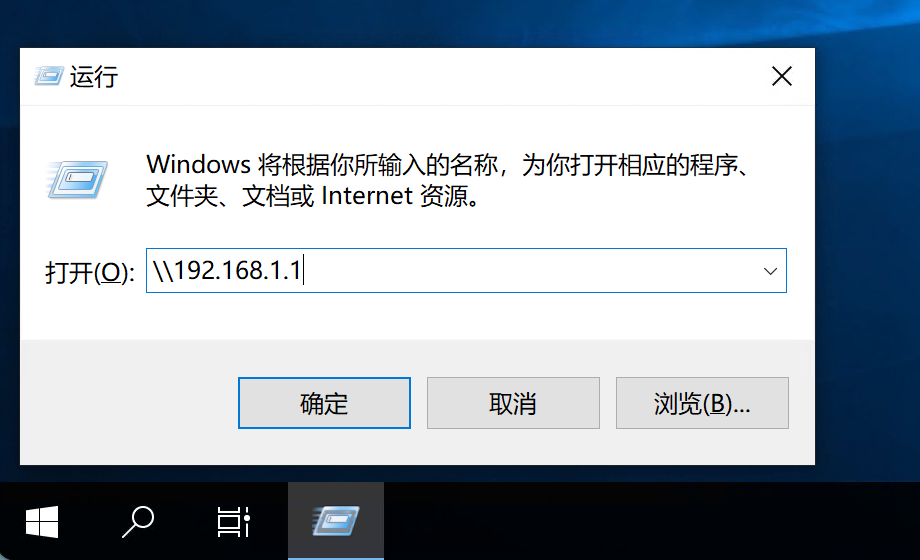 运行
Windows 将根据你所输入的名称，为你打开相应的程序、
文件夹、文档或 Internet 资源。
打开(O): \\192.168.1.1
确定 取消 浏览(B)...